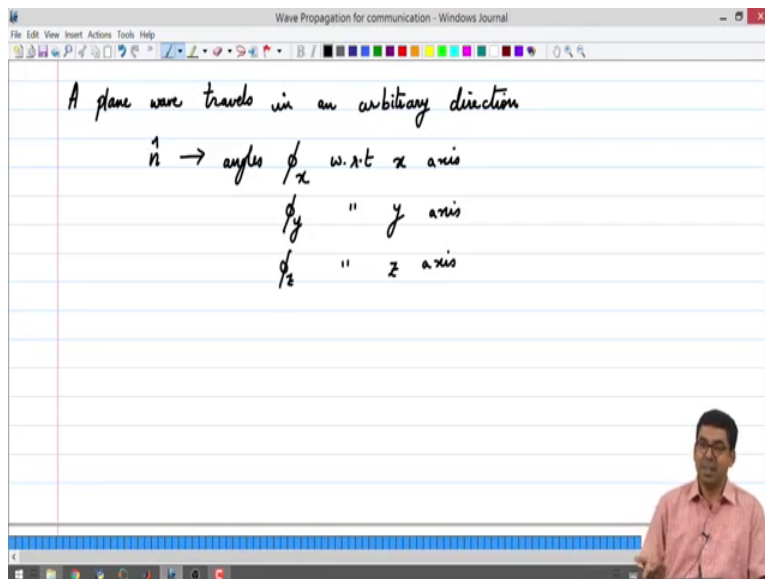 Wave Propagation for communication - Windows Journal
File Edit View Insert Actions Tools Help
A plane wave travels in an arbitrary direction
n̂ → angles ϕx w.r.t x axis
ϕy " y axis
ϕz " z axis